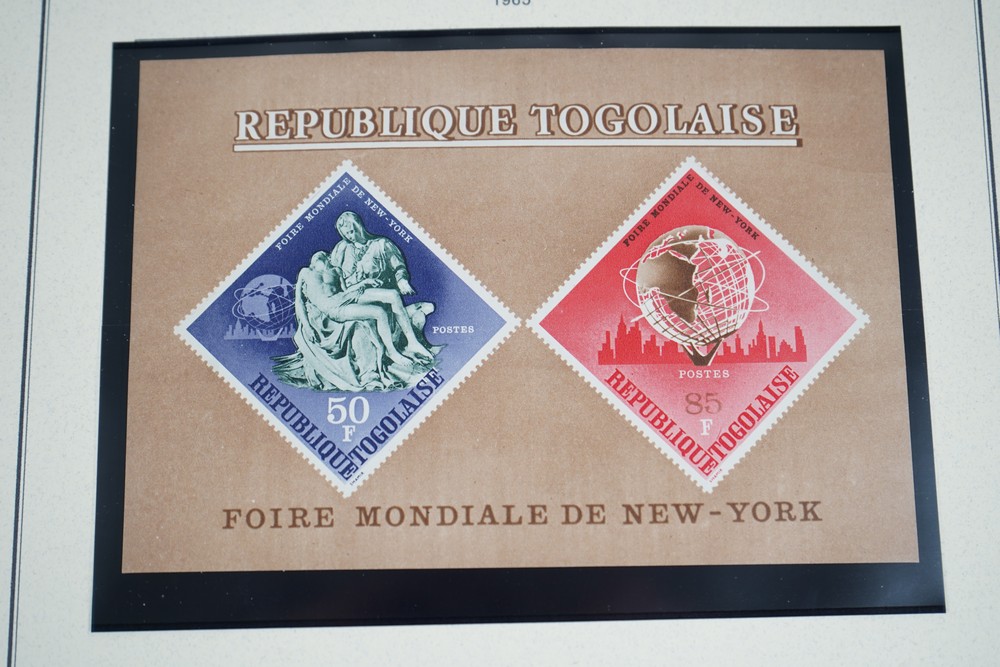 1965
REPUBLIQUE TOGOLAISE
FOIRE MONDIALE
DE NEW-YORK
POSTES
50
F
REPUBLIQUE
TOGOLAISE
FOIRE MONDIALE
DE NEW-YORK
POSTES
85
F
REPUBLIQUE
TOGOLAISE
FOIRE MONDIALE DE NEW-YORK